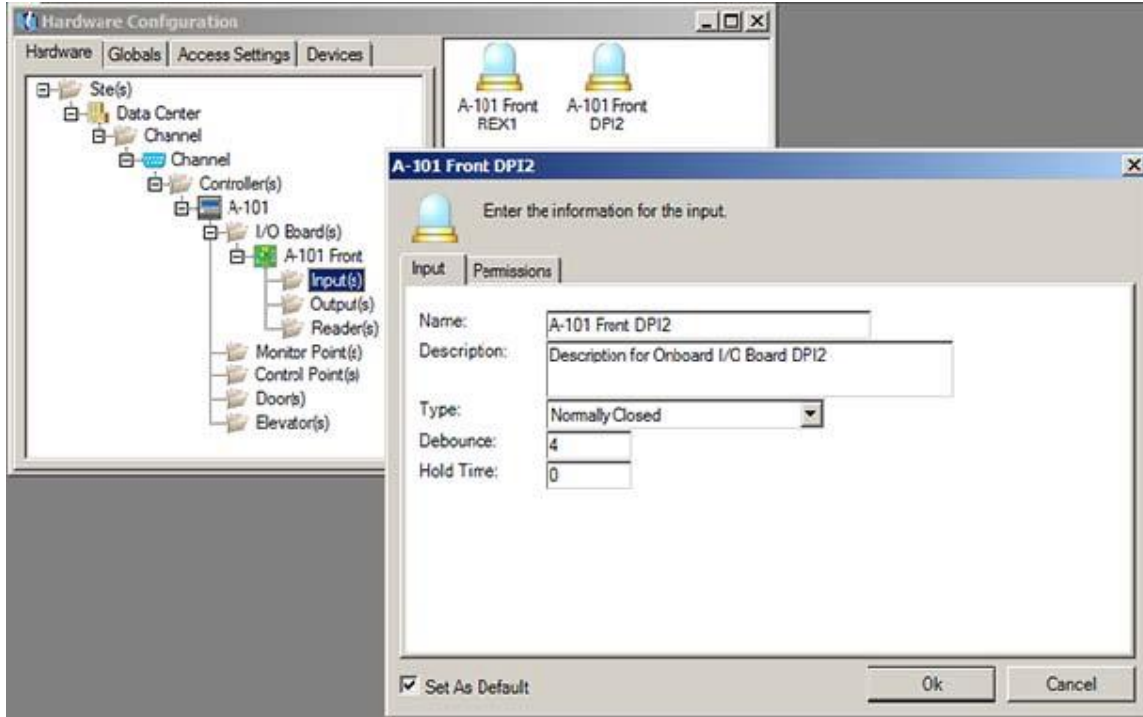 Hardware Configuration
Hardware Globals Access Settings Devices
Ste(s)
Data Center
Channel
Channel
Controller(s)
A-101
I/O Board(s)
A-101 Front
Input(s)
Output(s)
Reader(s)
Monitor Point(s)
Control Point(s)
Door(s)
Elevator(s)
A-101 Front
REX1
A-101 Front
DPI2
A-101 Front DPI2
Enter the information for the input.
Input Permissions
Name: A-101 Front DPI2
Description: Description for Onboard I/O Board DPI2
Type: Normally Closed
Debounce: 4
Hold Time: 0
Set As Default Ok Cancel